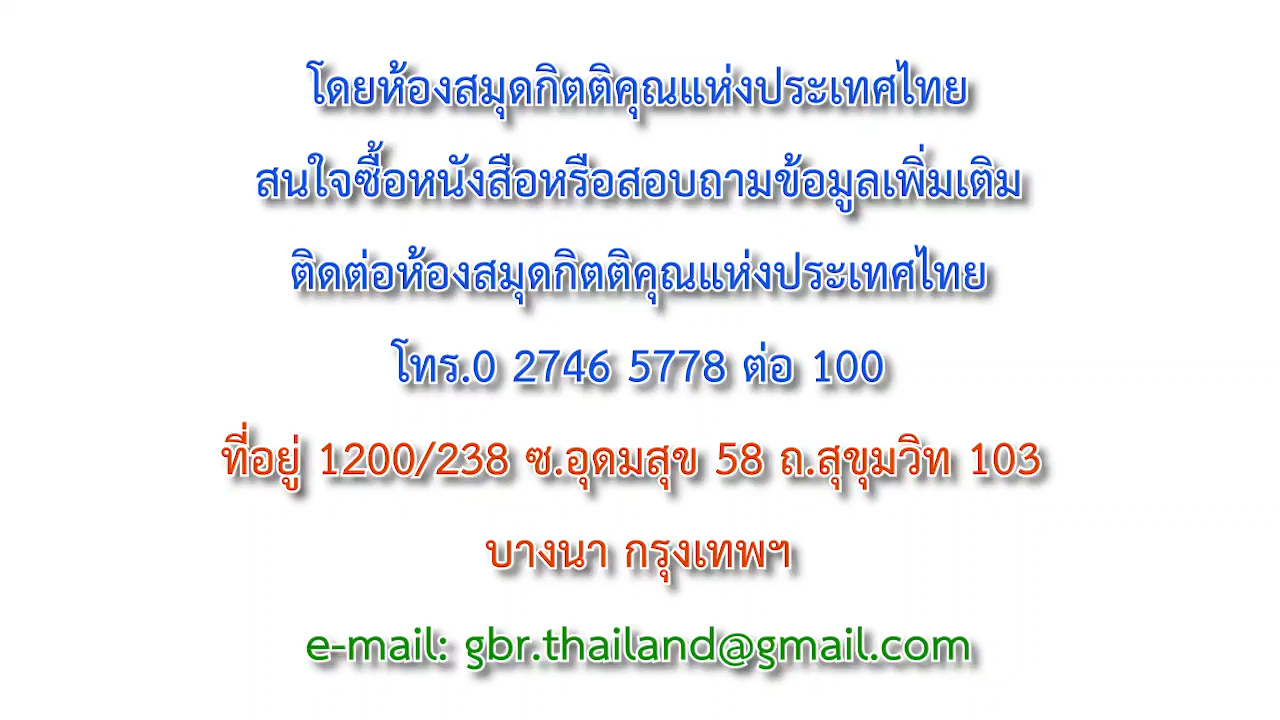 โดยห้องสมุดกิตติคุณแห่งประเทศไทย
สนใจซื้อหนังสือหรือสอบถามข้อมูลเพิ่มเติม
ติดต่อห้องสมุดกิตติคุณแห่งประเทศไทย
โทร.0 2746 5778 ต่อ 100
ที่อยู่ 1200/238 ซ.อุดมสุข 58 ถ.สุขุมวิท 103
บางนา กรุงเทพฯ
e-mail: gbr.thailand@gmail.com